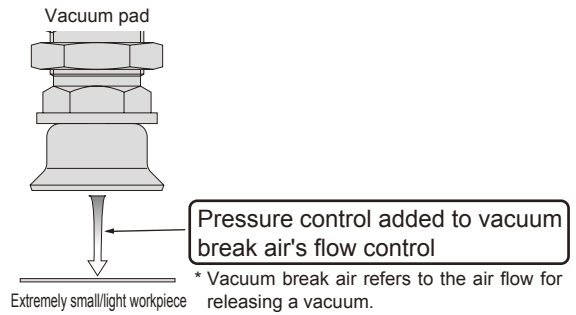 Vacuum pad
Pressure control added to vacuum
break air's flow control
* Vacuum break air refers to the air flow for
releasing a vacuum.
Extremely small/light workpiece